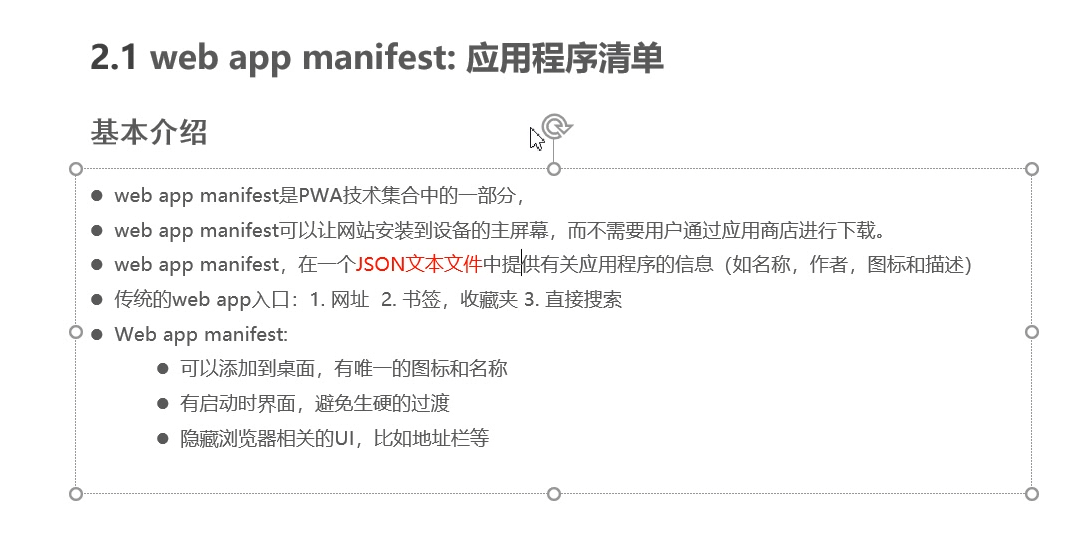 2.1 web app manifest: 应用程序清单
基本介绍
● web app manifest是PWA技术集合中的一部分，
● web app manifest可以让网站安装到设备的主屏幕，而不需要用户通过应用商店进行下载。
● web app manifest，在一个JSON文本文件中提供有关应用程序的信息（如名称，作者，图标和描述）
● 传统的web app入口：1. 网址 2. 书签，收藏夹 3. 直接搜索
● Web app manifest:
● 可以添加到桌面，有唯一的图标和名称
● 有启动时界面，避免生硬的过渡
● 隐藏浏览器相关的UI，比如地址栏等